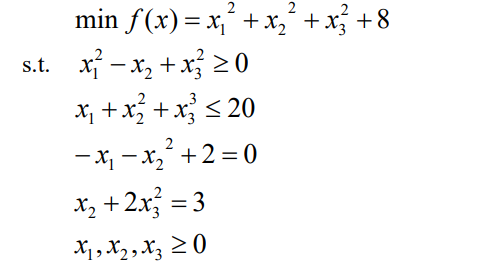 min f(x) = x₁² + x₂² + x₃² + 8
s.t. x₁² − x₂ + x₃² ≥ 0
x₁ + x₂² + x₃³ ≤ 20
−x₁ − x₂² + 2 = 0
x₂ + 2x₃² = 3
x₁, x₂, x₃ ≥ 0